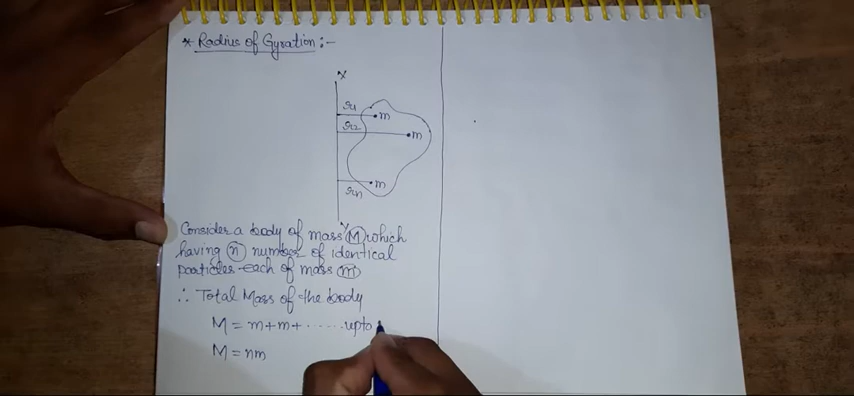 * Radius of Gyration :-
X
r1
m
r2
m
rn
m
Y
Consider a body of mass M which
having n number of identical
particles each of mass m
∴ Total Mass of the body
M = m+m+ ...... upto
M = nm